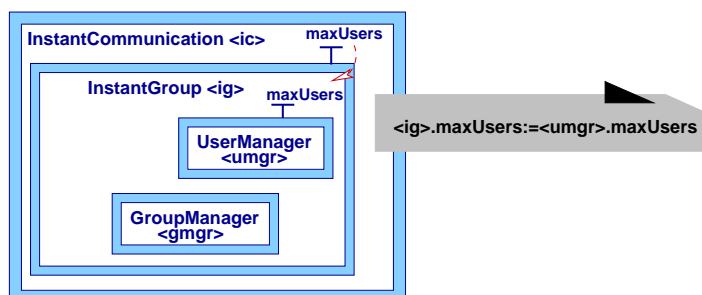 maxUsers
InstantCommunication <ic>
InstantGroup <ig>
maxUsers
<ig>.maxUsers:=<umgr>.maxUsers
UserManager
<umgr>
GroupManager
<gmgr>